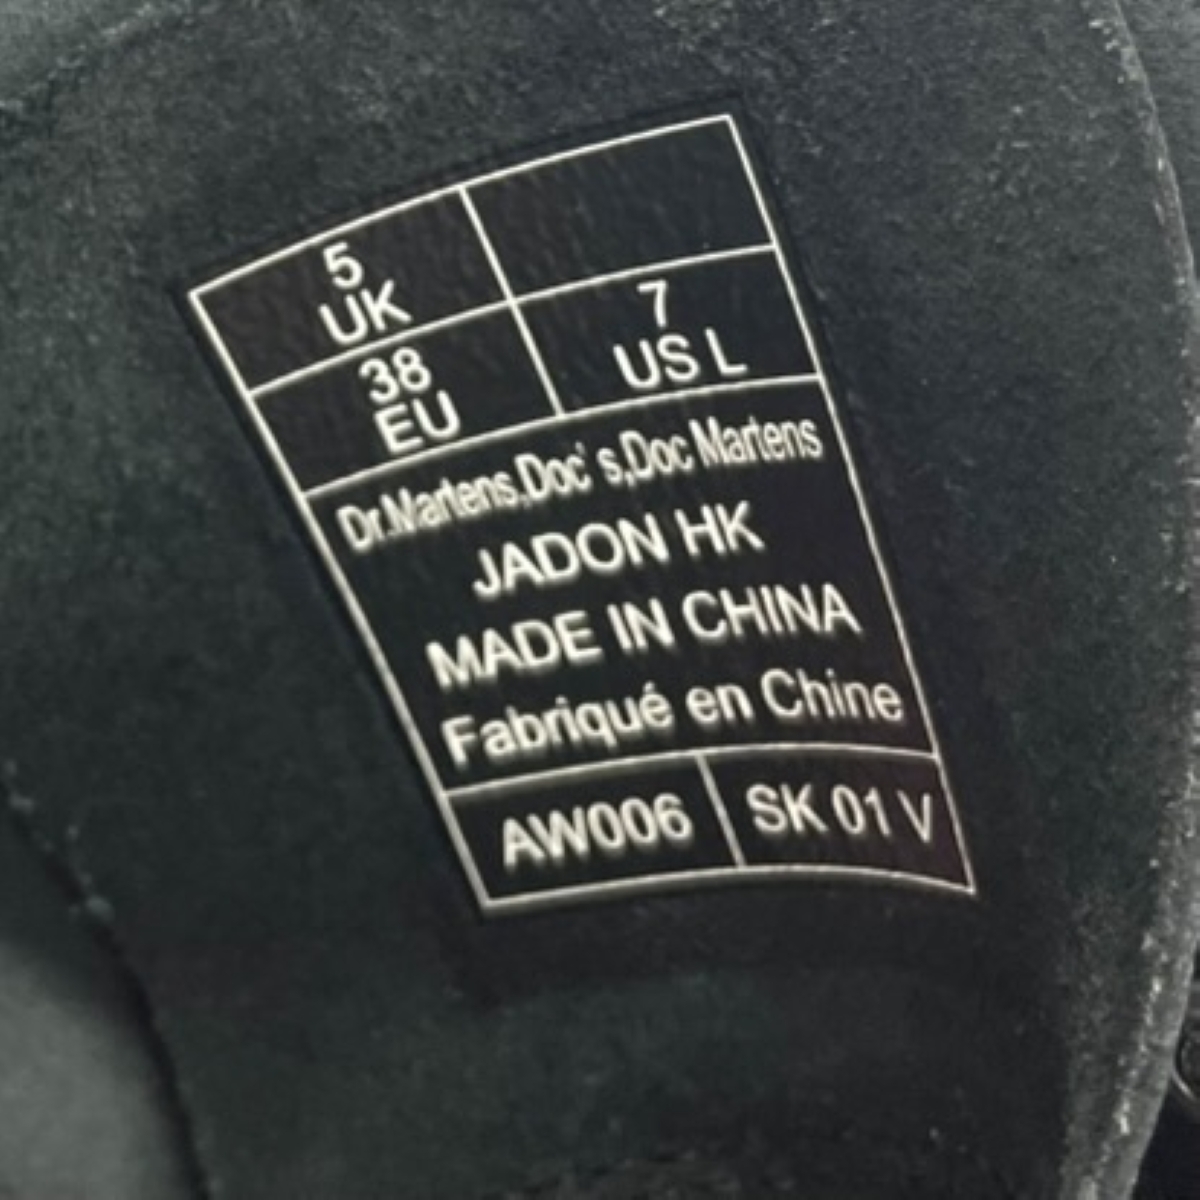 5
UK
38
EU
7
US L
Dr.Martens,Doc's,Doc Martens
JADON HK
MADE IN CHINA
Fabriqué en Chine
AW006
SK 01 V